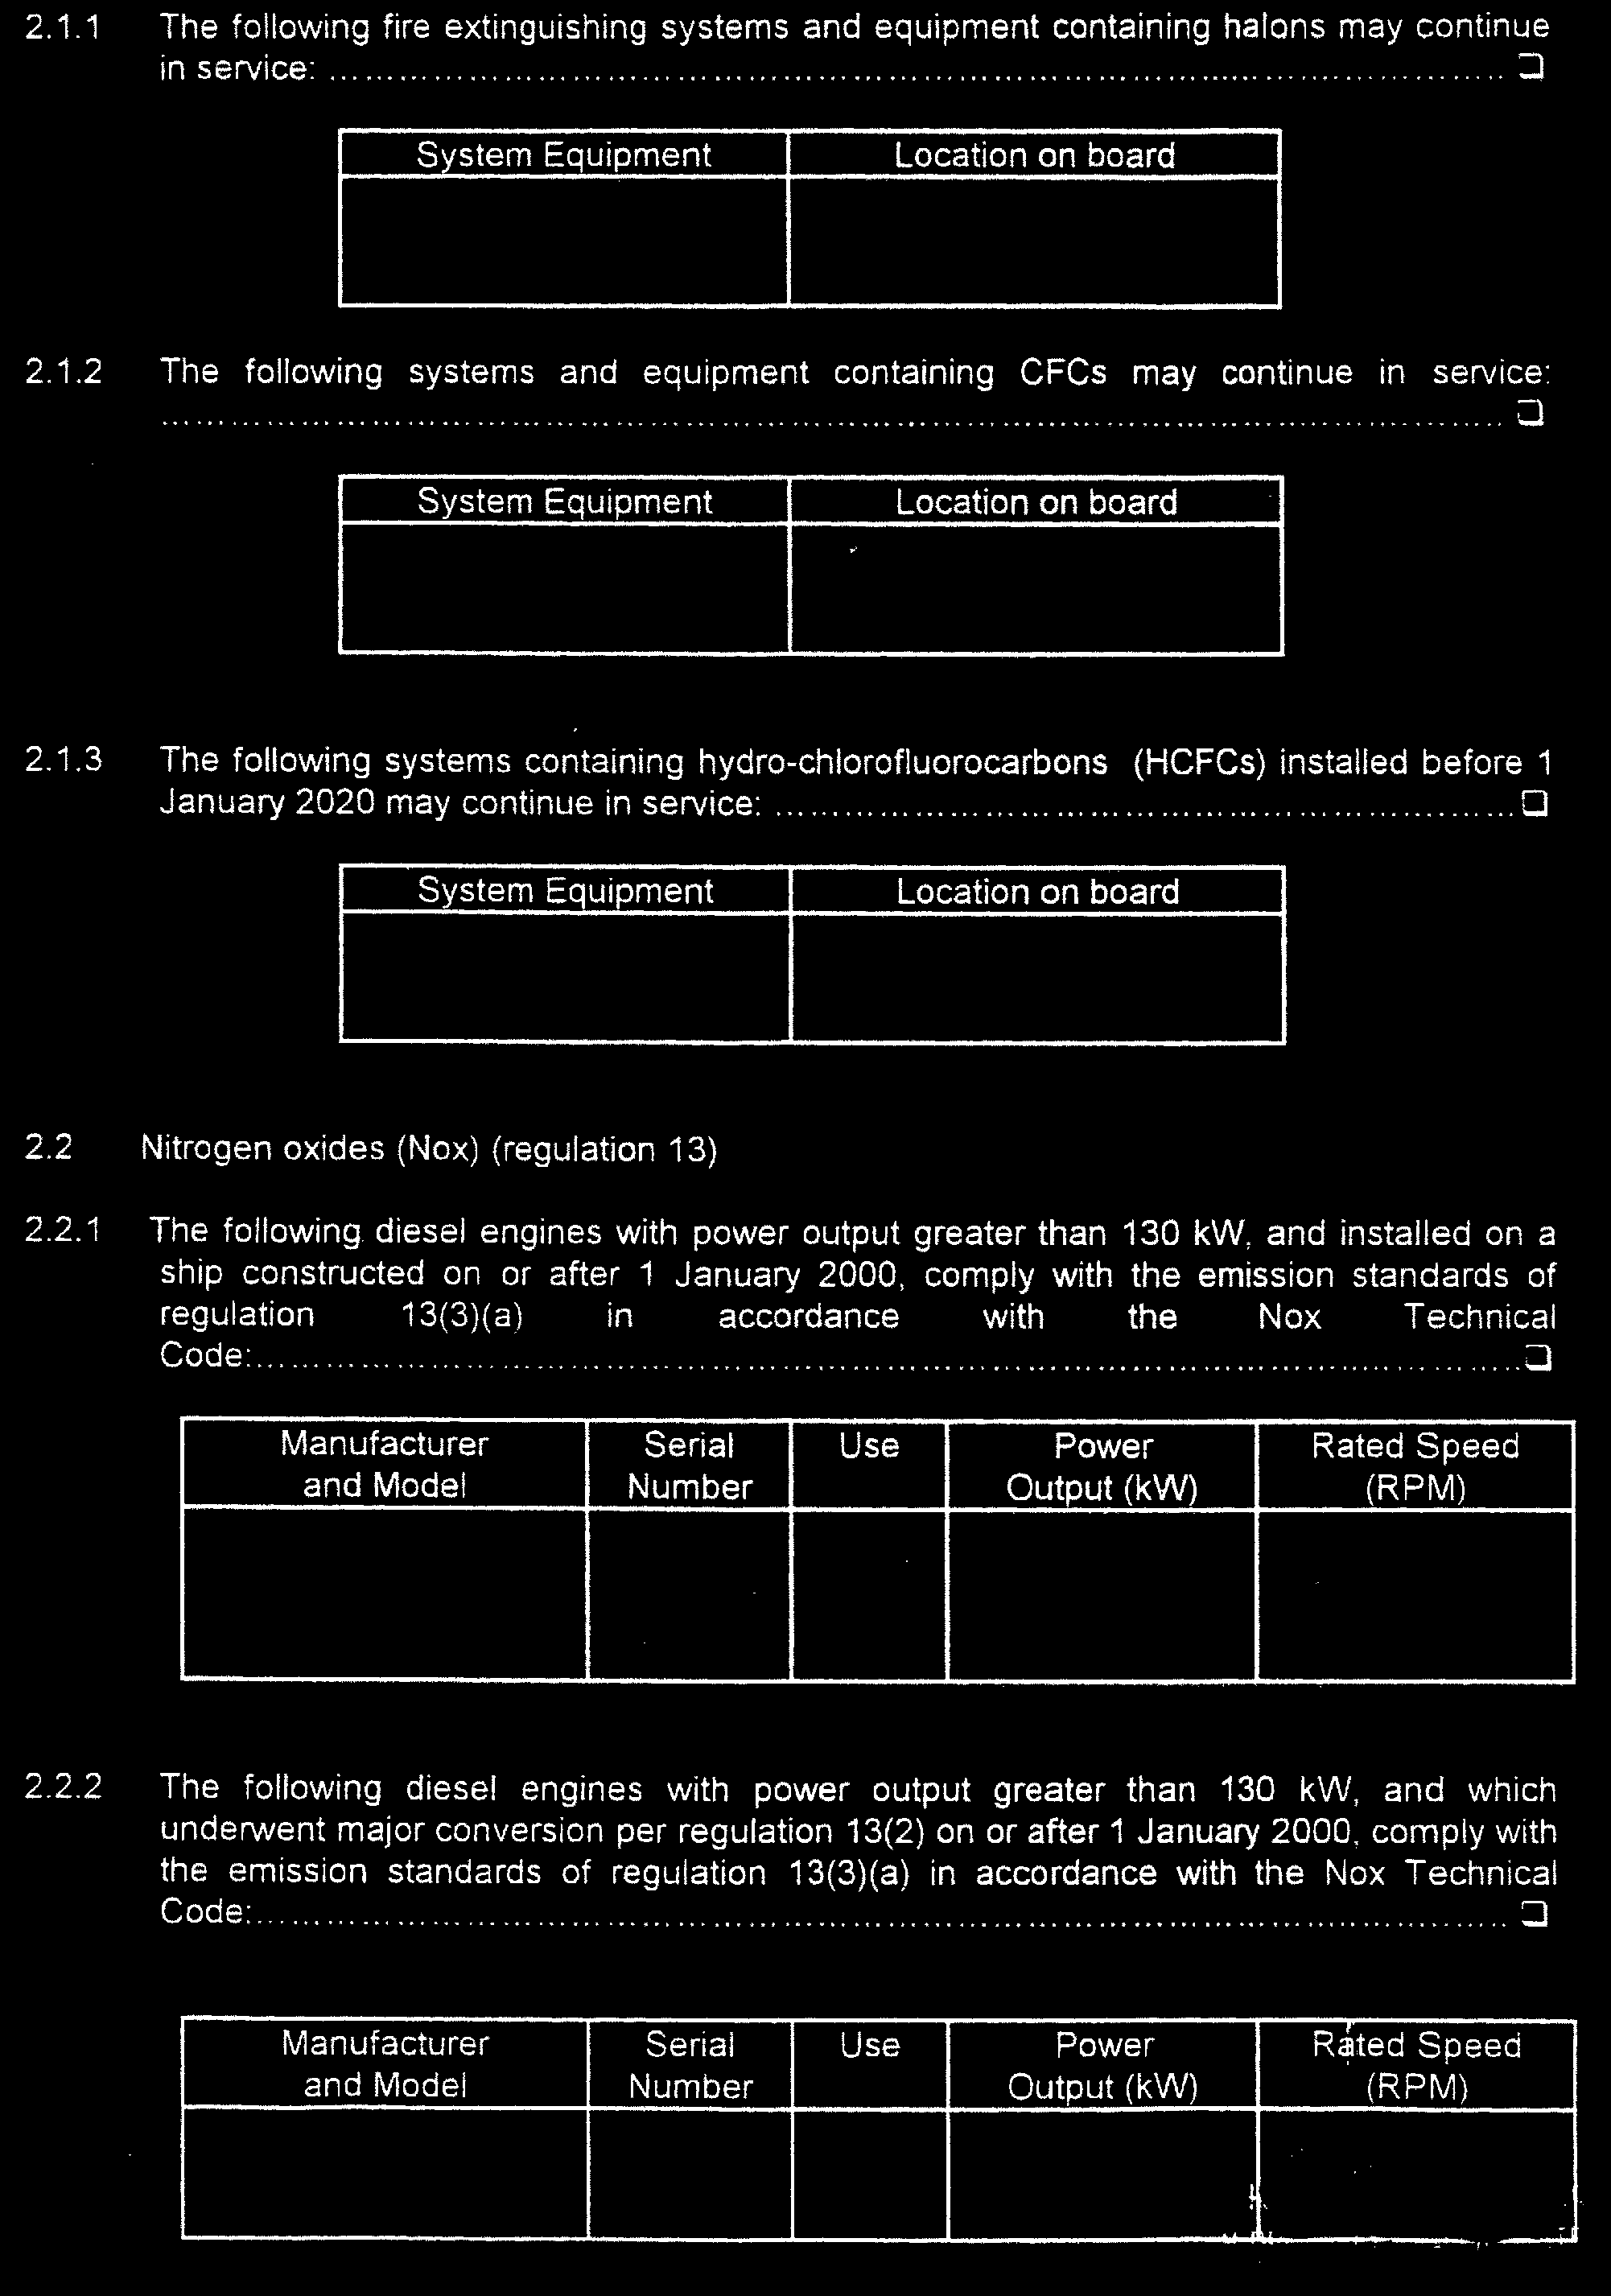 2.1.1 The following fire extinguishing systems and equipment containing halons may continue
in service: ........................................................................ ❑
System Equipment Location on board
2.1.2 The following systems and equipment containing CFCs may continue in service:
........................................................................ ❑
System Equipment Location on board
2.1.3 The following systems containing hydro-chlorofluorocarbons (HCFCs) installed before 1
January 2020 may continue in service: ........................................................................ ❑
System Equipment Location on board
2.2 Nitrogen oxides (Nox) (regulation 13)
2.2.1 The following diesel engines with power output greater than 130 kW, and installed on a
ship constructed on or after 1 January 2000, comply with the emission standards of
regulation 13(3)(a) in accordance with the Nox Technical
Code:........................................................................❑
Manufacturer Serial Use Power Rated Speed
and Model Number Output (kW) (RPM)
2.2.2 The following diesel engines with power output greater than 130 kW, and which
underwent major conversion per regulation 13(2) on or after 1 January 2000, comply with
the emission standards of regulation 13(3)(a) in accordance with the Nox Technical
Code:........................................................................ ❑
Manufacturer Serial Use Power Rated Speed
and Model Number Output (kW) (RPM)